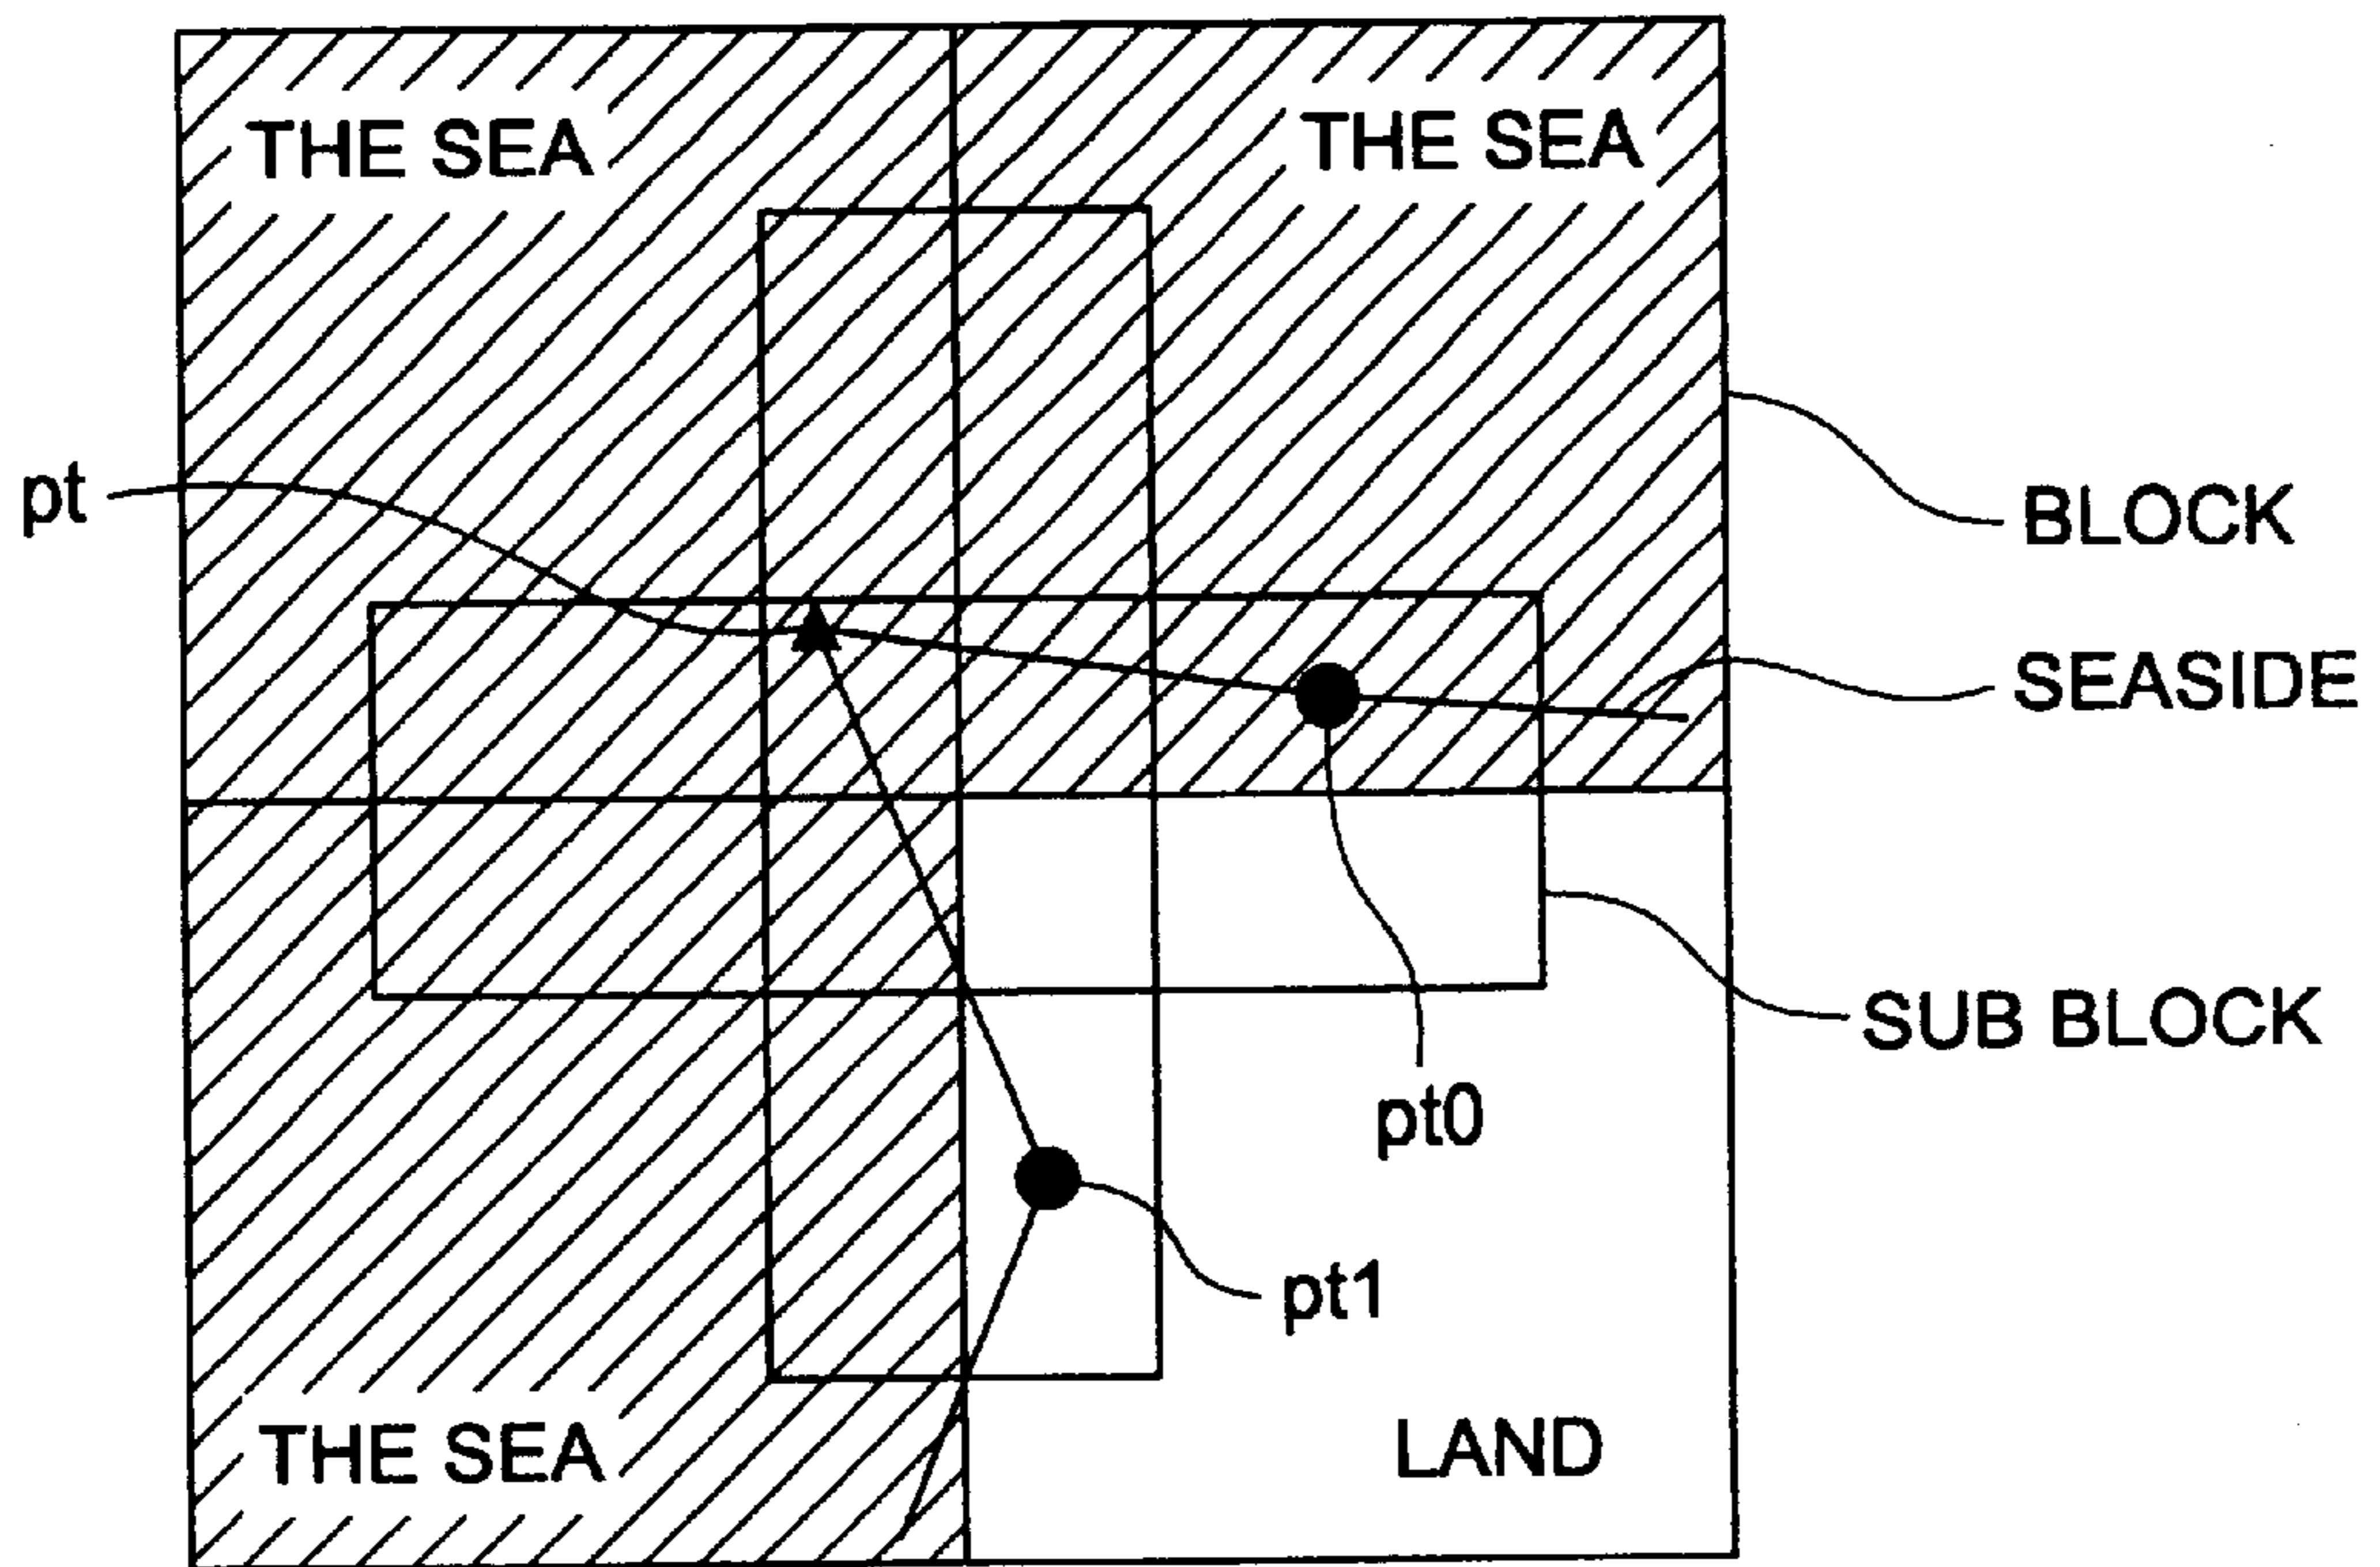 THE SEA
THE SEA
pt
BLOCK
SEASIDE
SUB BLOCK
pt0
pt1
THE SEA
LAND